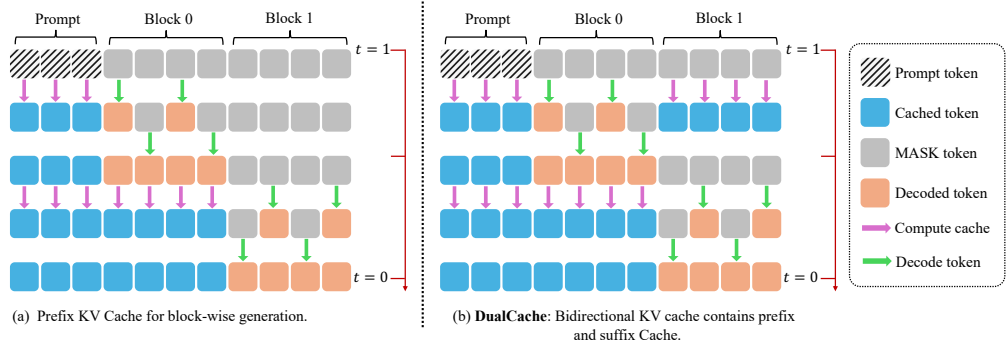 Prompt
Block 0
Block 1
t = 1
t = 0
(a) Prefix KV Cache for block-wise generation.
Prompt
Block 0
Block 1
t = 1
t = 0
(b) DualCache: Bidirectional KV cache contains prefix
and suffix Cache.
Prompt token
Cached token
MASK token
Decoded token
Compute cache
Decode token